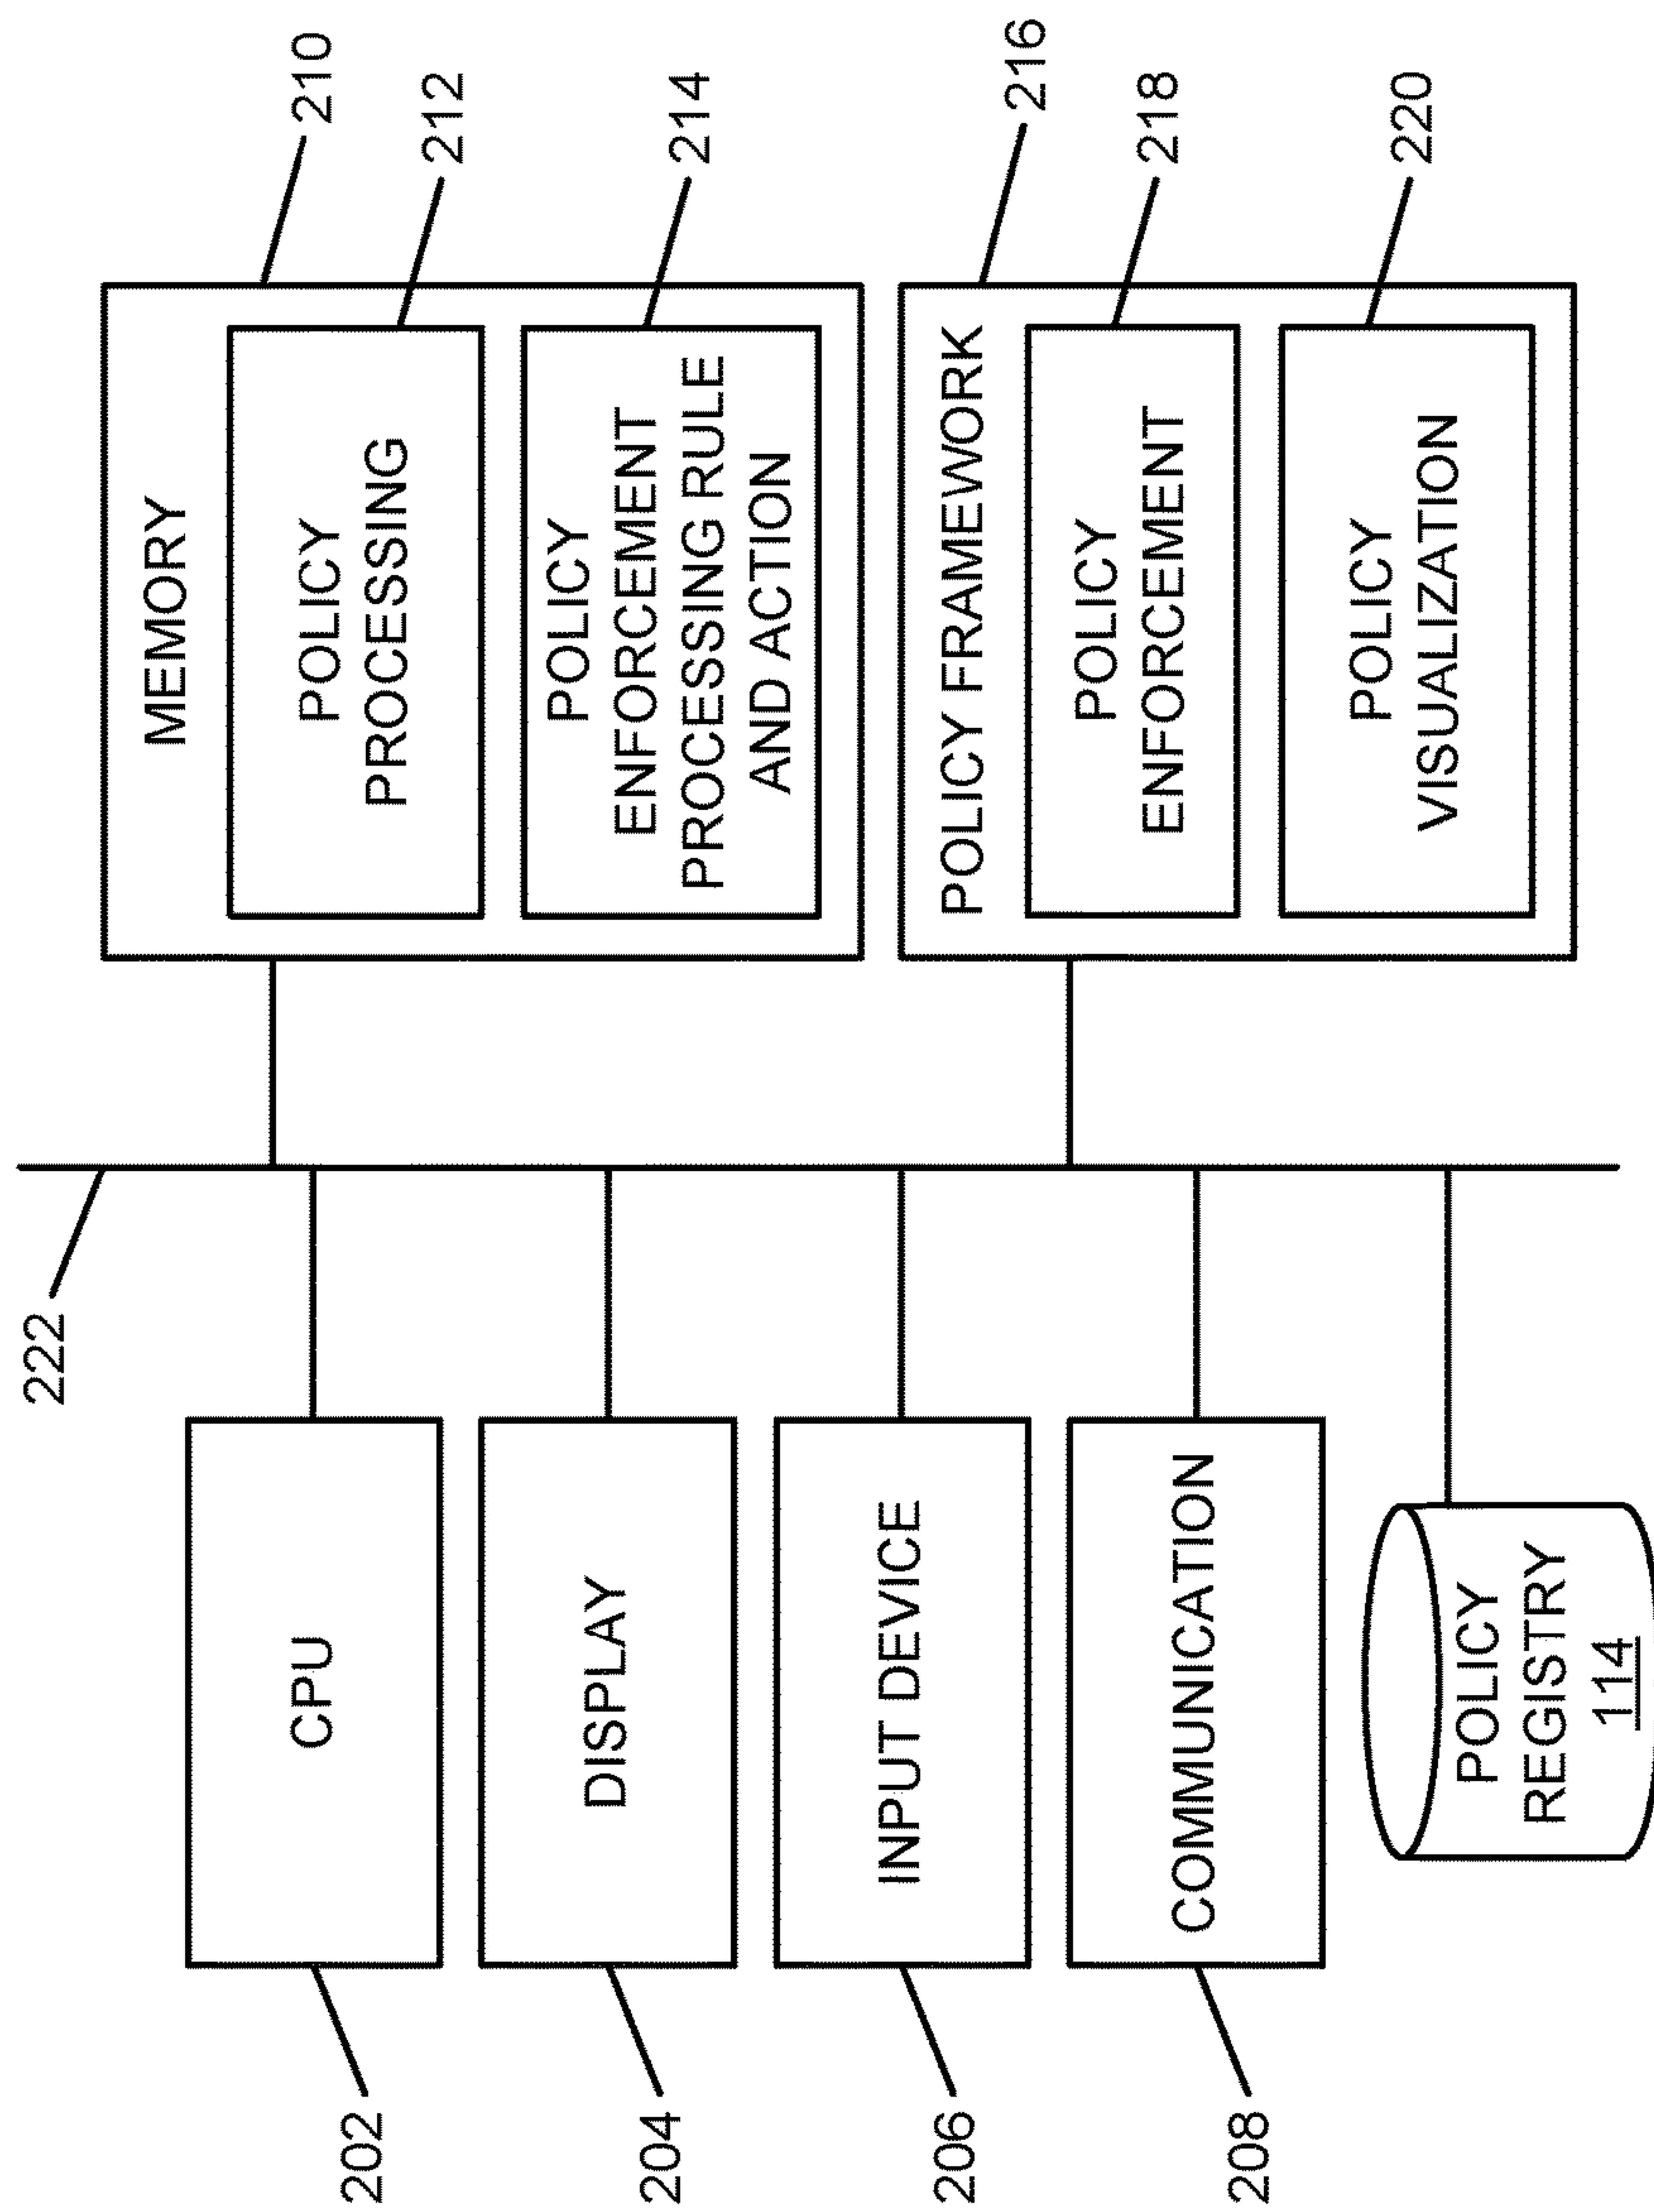 222
202
CPU
204
DISPLAY
206
INPUT DEVICE
208
COMMUNICATION
POLICY
REGISTRY
114
210
MEMORY
212
POLICY
PROCESSING
214
POLICY
ENFORCEMENT
PROCESSING RULE
AND ACTION
216
POLICY FRAMEWORK
218
POLICY
ENFORCEMENT
220
POLICY
VISUALIZATION